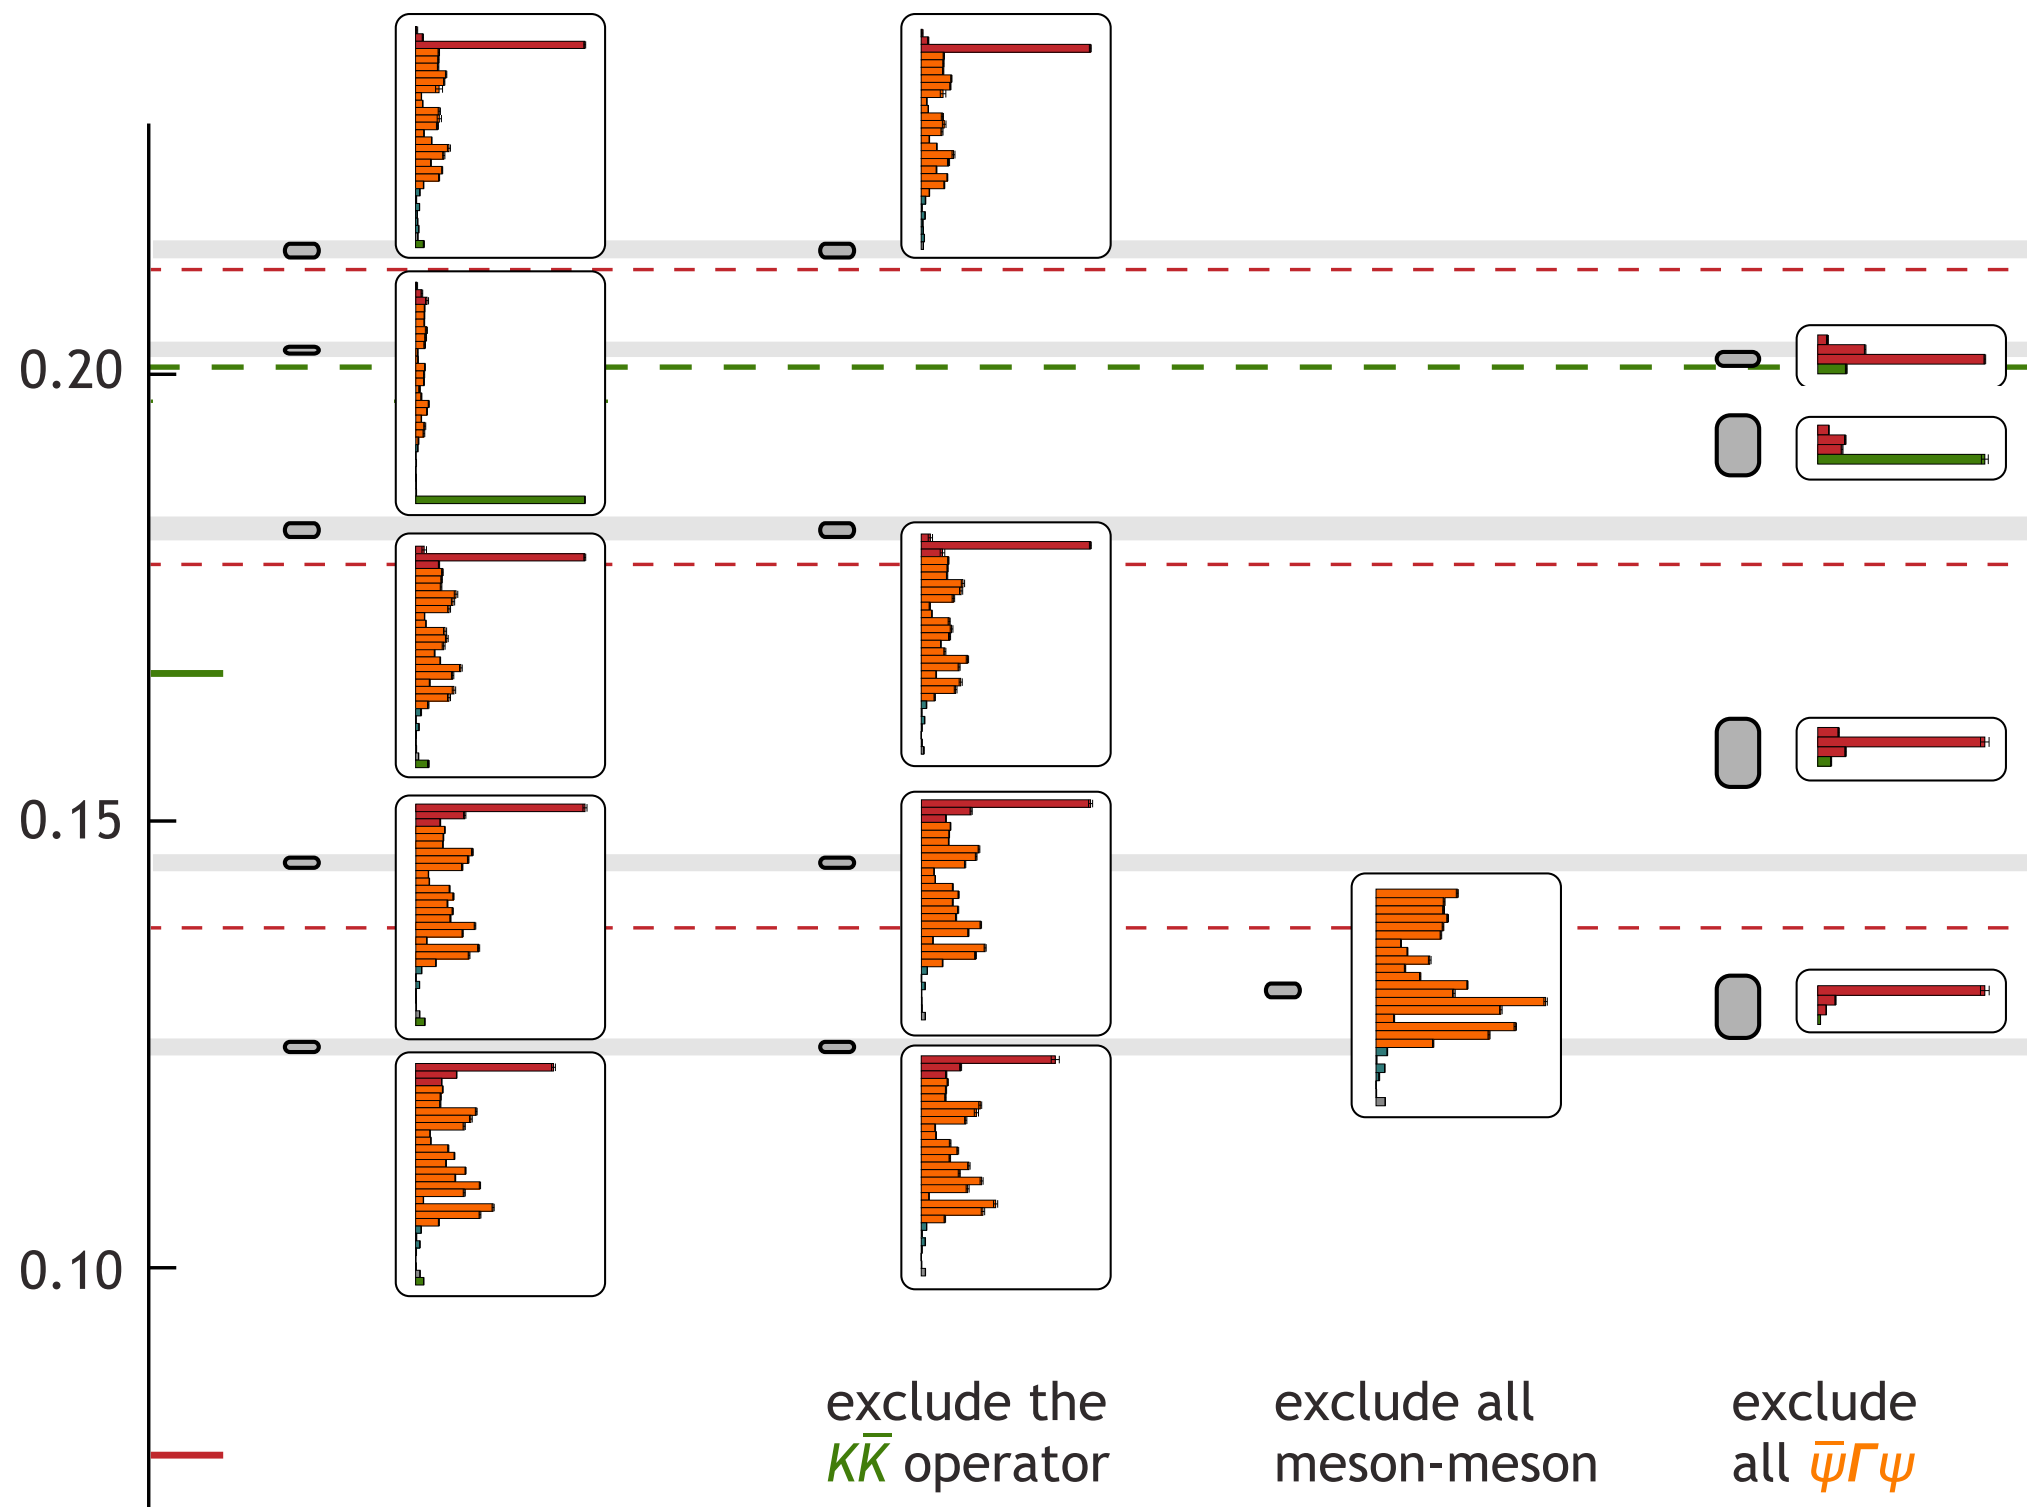 0.20
0.15
0.10
exclude the
KK̅ operator
exclude all
meson-meson
exclude
all ψ̅Γψ